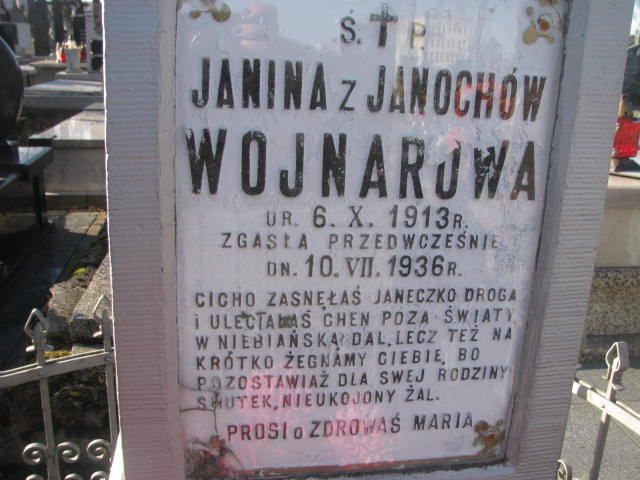 Ś. † P.
JANINA z JANOCHÓW
WOJNAROWA
UR. 6. X. 1913 R.
ZGASŁA PRZEDWCZEŚNIE
DN. 10. VII. 1936 R.
CICHO ZASNĘŁAŚ JANECZKO DROGA
I ULECIAŁAŚ CHEN POZA ŚWIATY
W NIEBIAŃSKĄ DAL, LECZ TEŻ NA
KRÓTKO ŻEGNAMY CIEBIE, BO
POZOSTAWIAŻ DLA SWEJ RODZINY
SMUTEK, NIEUKOJONY ŻAL.
PROSI o ZDROWAŚ MARIA